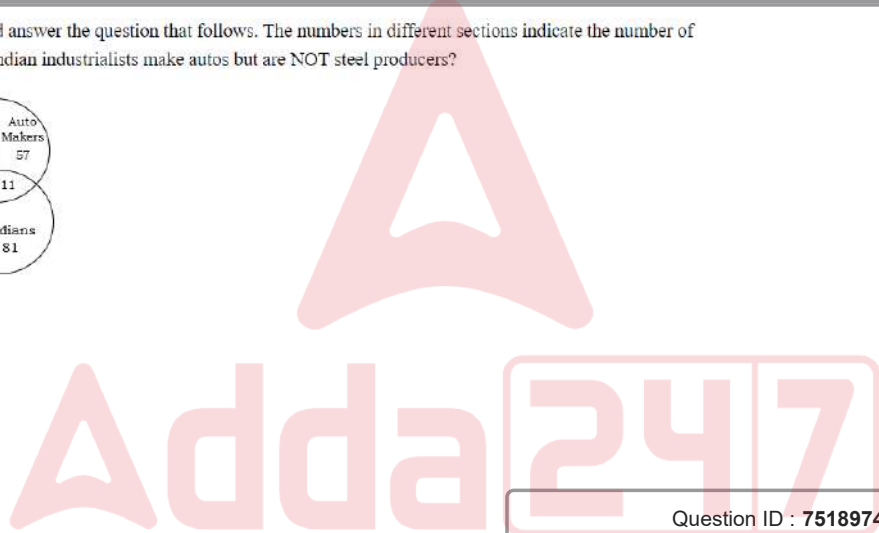 answer the question that follows. The numbers in different sections indicate the number of
dian industrialists make autos but are NOT steel producers?
Auto
Makers
57
11
dians
81
Adda247
Question ID : 7518974